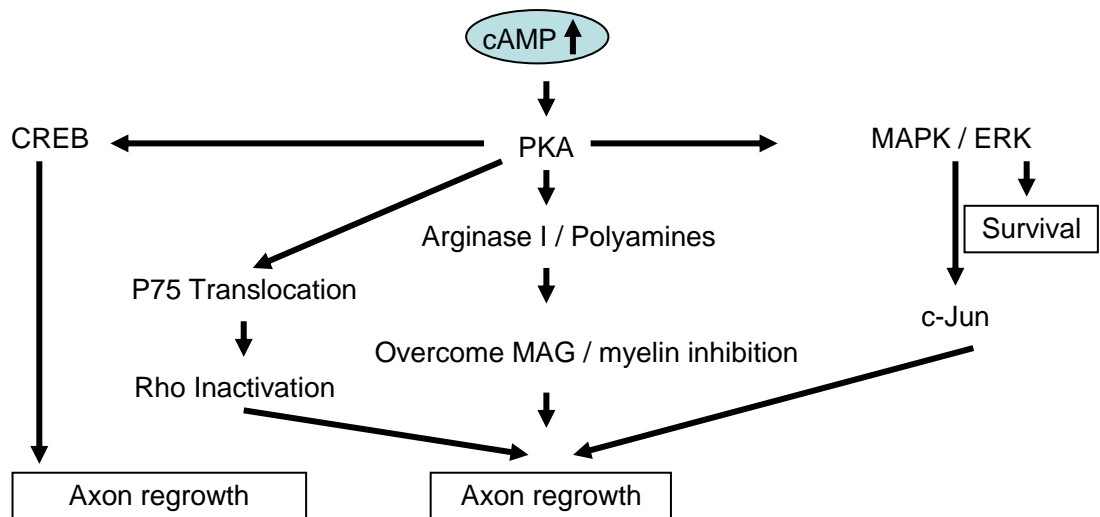 cAMP
CREB
PKA
MAPK / ERK
Arginase I / Polyamines
Survival
P75 Translocation
c-Jun
Overcome MAG / myelin inhibition
Rho Inactivation
Axon regrowth
Axon regrowth